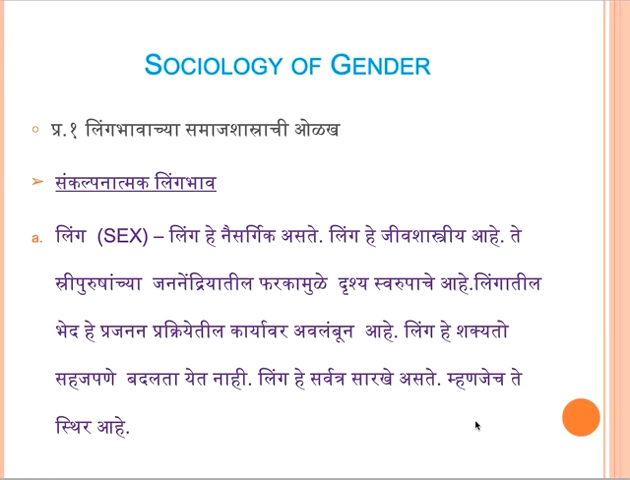 SOCIOLOGY OF GENDER
प्र.१ लिंगभावाच्या समाजशास्त्राची ओळख
संकल्पनात्मक लिंगभाव
a. लिंग (SEX) – लिंग हे नैसर्गिक असते. लिंग हे जीवशास्त्रीय आहे. ते
स्त्रीपुरुषांच्या जननेंद्रियातील फरकामुळे दृश्य स्वरुपाचे आहे.लिंगातील
भेद हे प्रजनन प्रक्रियेतील कार्यावर अवलंबून आहे. लिंग हे शक्यतो
सहजपणे बदलता येत नाही. लिंग हे सर्वत्र सारखे असते. म्हणजेच ते
स्थिर आहे.